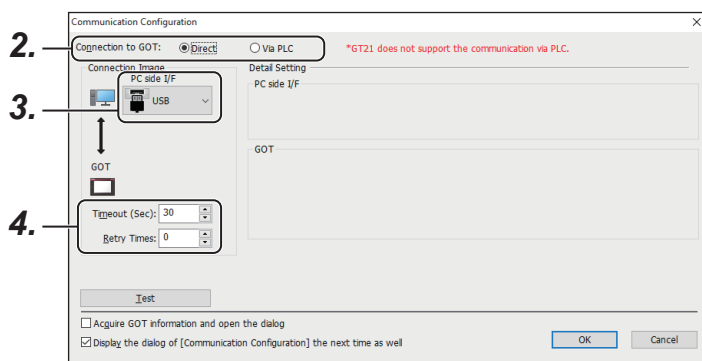 Communication Configuration
2. Connection to GOT: Direct Via PLC *GT21 does not support the communication via PLC.
Connection Image Detail Setting
PC side I/F PC side I/F
3. USB
GOT GOT
4. Timeout (Sec): 30
Retry Times: 0
Test
Acquire GOT information and open the dialog
Display the dialog of [Communication Configuration] the next time as well OK Cancel